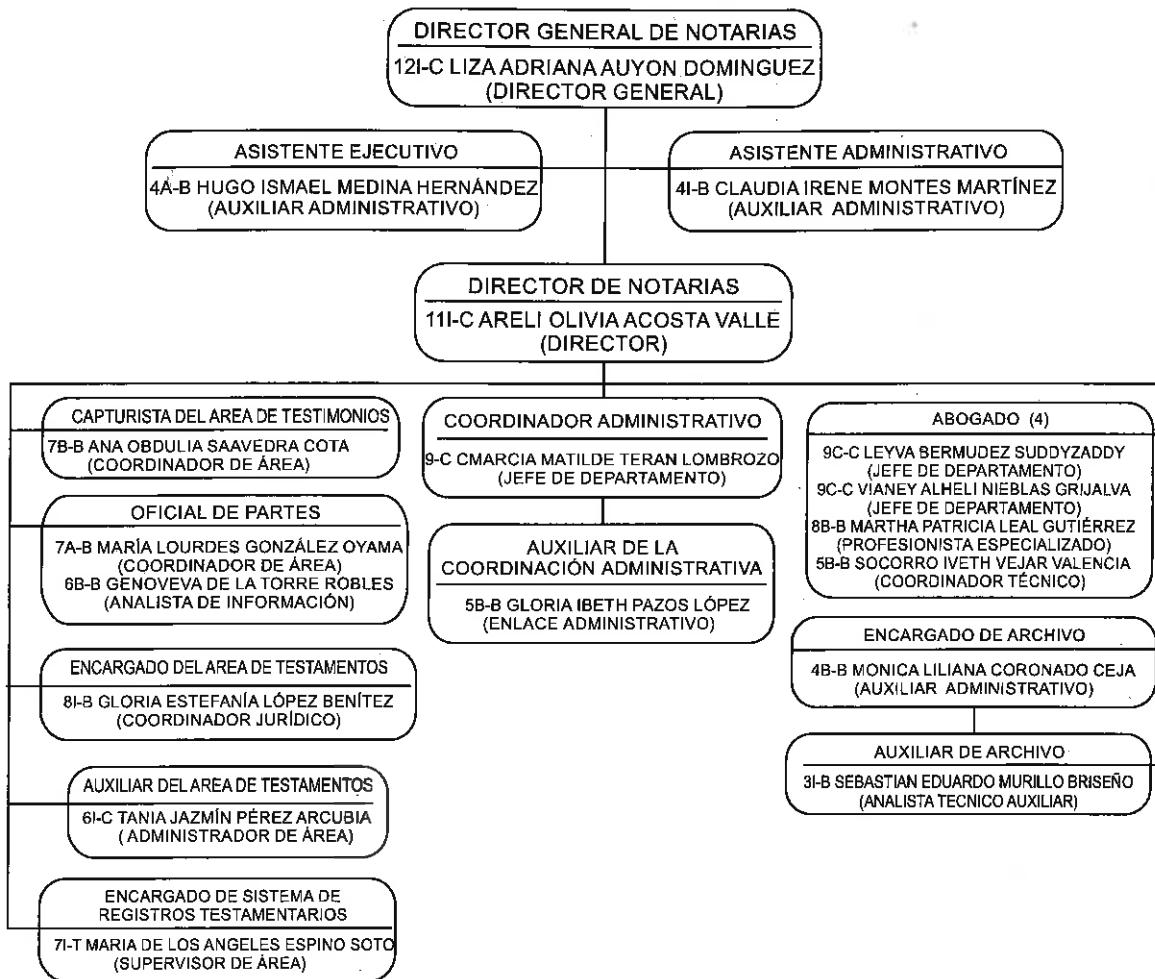 DIRECTOR GENERAL DE NOTARIAS
12I-C LIZA ADRIANA AUYON DOMINGUEZ
(DIRECTOR GENERAL)
ASISTENTE EJECUTIVO
4A-B HUGO ISMAEL MEDINA HERNÁNDEZ
(AUXILIAR ADMINISTRATIVO)
ASISTENTE ADMINISTRATIVO
4I-B CLAUDIA IRENE MONTES MARTÍNEZ
(AUXILIAR ADMINISTRATIVO)
DIRECTOR DE NOTARIAS
11I-C ARELI OLIVIA ACOSTA VALLE
(DIRECTOR)
CAPTURISTA DEL AREA DE TESTIMONIOS
7B-B ANA OBDULIA SAAVEDRA COTA
(COORDINADOR DE ÁREA)
OFICIAL DE PARTES
7A-B MARÍA LOURDES GONZÁLEZ OYAMA
(COORDINADOR DE ÁREA)
6B-B GENOVEVA DE LA TORRE ROBLES
(ANALISTA DE INFORMACIÓN)
ENCARGADO DEL AREA DE TESTAMENTOS
8I-B GLORIA ESTEFANÍA LÓPEZ BENÍTEZ
(COORDINADOR JURÍDICO)
AUXILIAR DEL AREA DE TESTAMENTOS
6I-C TANIA JAZMÍN PÉREZ ARCUBIA
( ADMINISTRADOR DE ÁREA)
ENCARGADO DE SISTEMA DE
REGISTROS TESTAMENTARIOS
7I-T MARIA DE LOS ANGELES ESPINO SOTO
(SUPERVISOR DE ÁREA)
COORDINADOR ADMINISTRATIVO
9-C CMARCIA MATILDE TERAN LOMBROZO
(JEFE DE DEPARTAMENTO)
AUXILIAR DE LA
COORDINACIÓN ADMINISTRATIVA
5B-B GLORIA IBETH PAZOS LÓPEZ
(ENLACE ADMINISTRATIVO)
ABOGADO (4)
9C-C LEYVA BERMUDEZ SUDDYZADDY
(JEFE DE DEPARTAMENTO)
9C-C VIANEY ALHELI NIEBLAS GRIJALVA
(JEFE DE DEPARTAMENTO)
8B-B MARTHA PATRICIA LEAL GUTIÉRREZ
(PROFESIONISTA ESPECIALIZADO)
5B-B SOCORRO IVETH VEJAR VALENCIA
(COORDINADOR TÉCNICO)
ENCARGADO DE ARCHIVO
4B-B MONICA LILIANA CORONADO CEJA
(AUXILIAR ADMINISTRATIVO)
AUXILIAR DE ARCHIVO
3I-B SEBASTIAN EDUARDO MURILLO BRISEÑO
(ANALISTA TECNICO AUXILIAR)